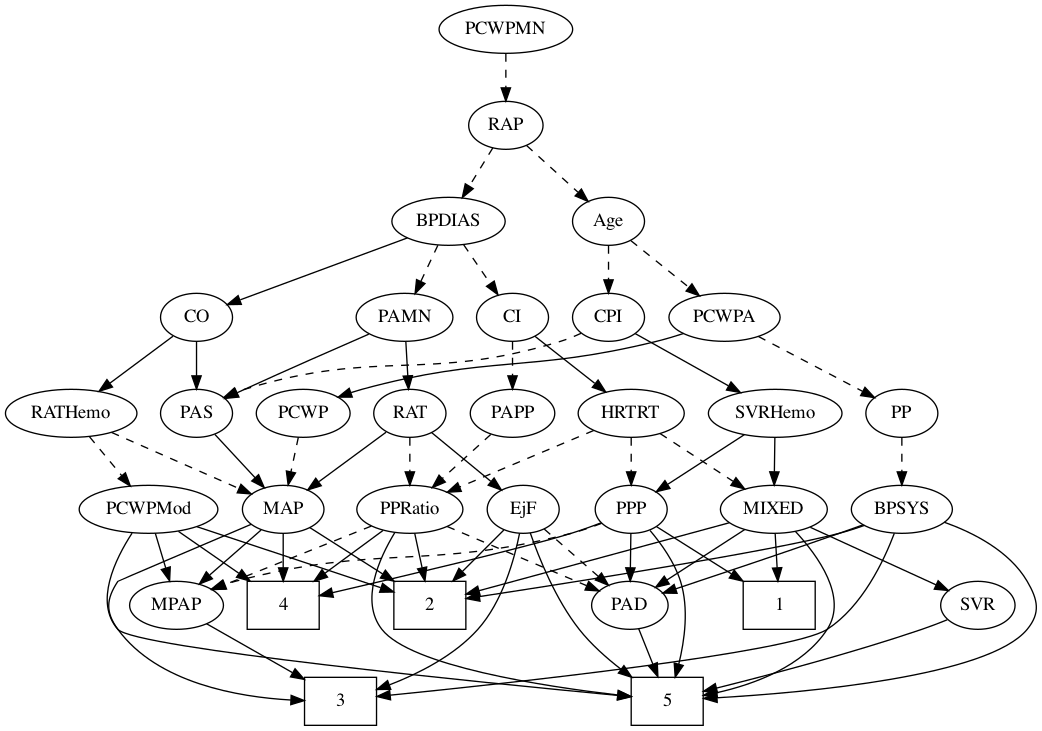 PCWPMN
RAP
BPDIAS
Age
CO
PAMN
CI
CPI
PCWPA
RATHemo
PAS
PCWP
RAT
PAPP
HRTRT
SVRHemo
PP
PCWPMod
MAP
PPRatio
EjF
PPP
MIXED
BPSYS
MPAP
4
2
PAD
1
SVR
3
5